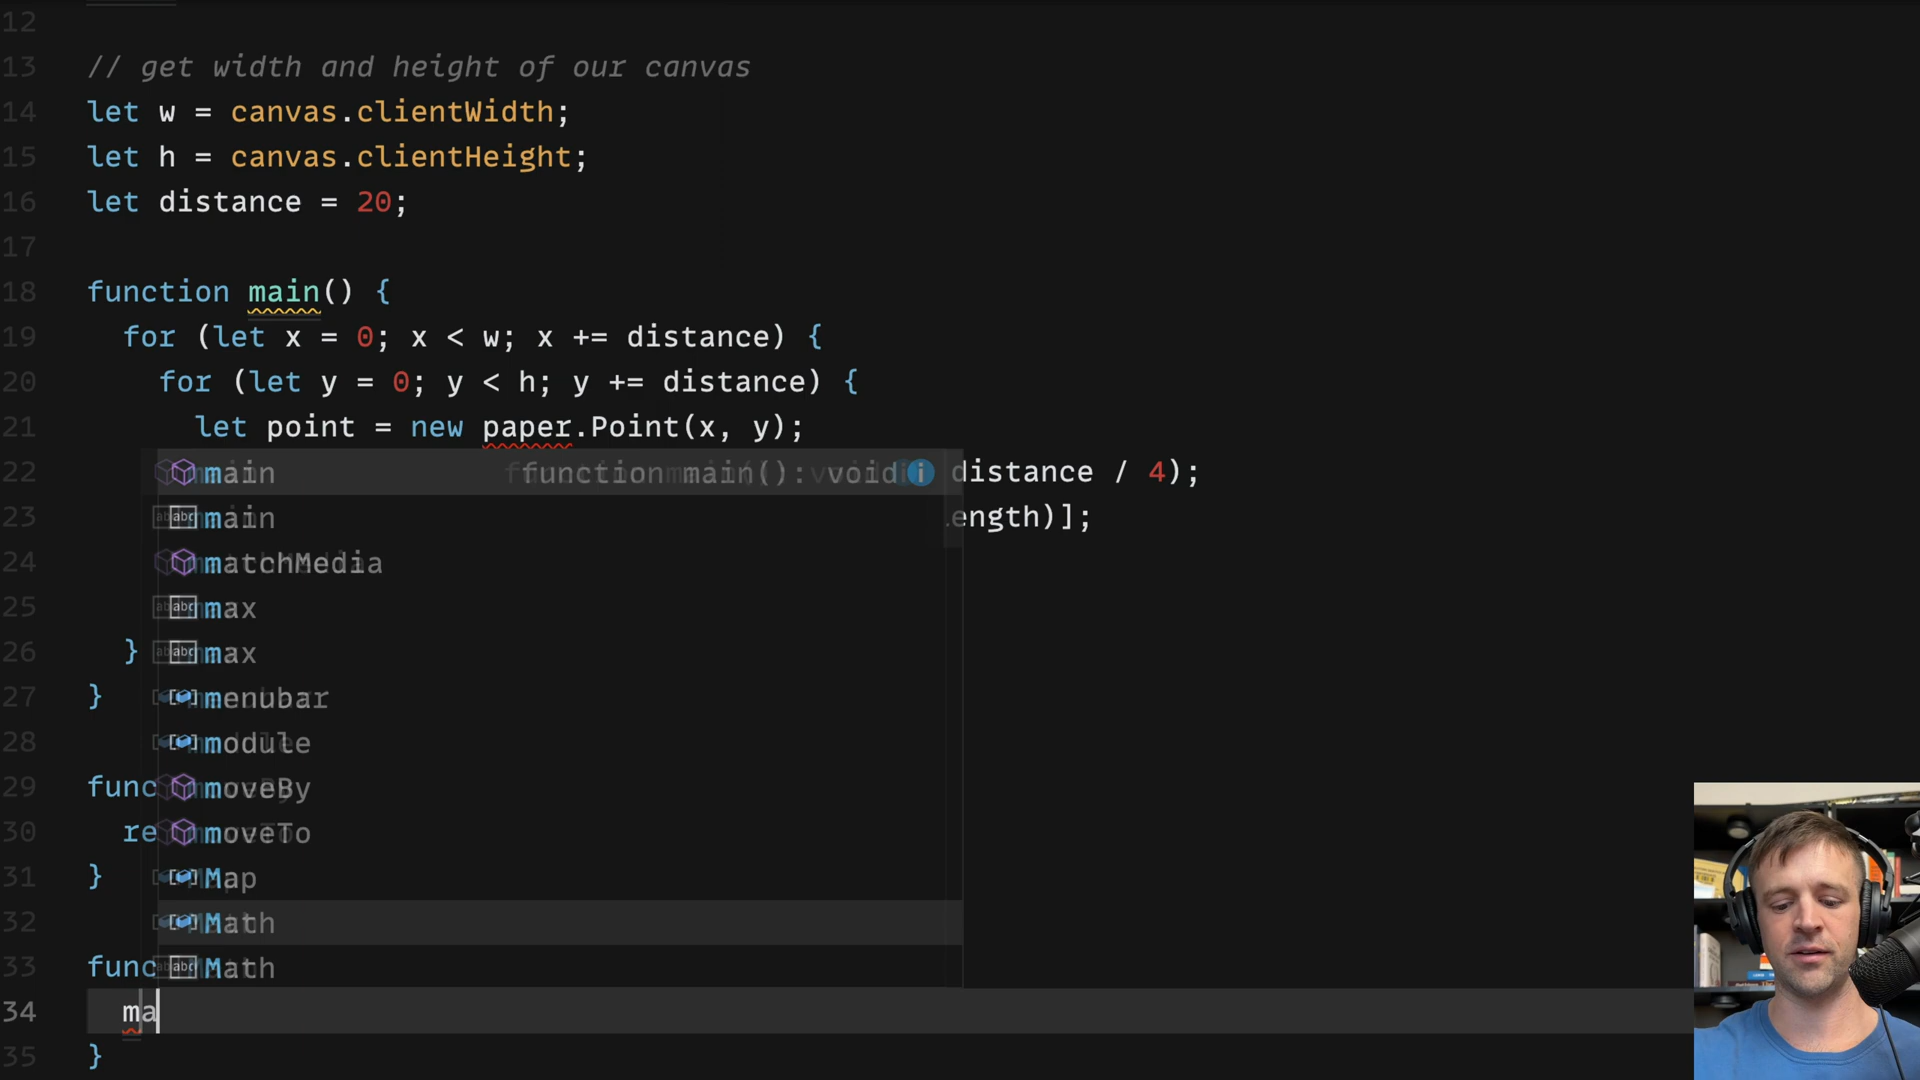 12
13 // get width and height of our canvas
14 let w = canvas.clientWidth;
15 let h = canvas.clientHeight;
16 let distance = 20;
17
18 function main() {
19 for (let x = 0; x < w; x += distance) {
20 for (let y = 0; y < h; y += distance) {
21 let point = new paper.Point(x, y);
22 main function main(): void distance / 4);
23 abc main .ength)];
24 matchMedia
25 abc max
26 } abc max
27 } menubar
28 module
29 func moveBy
30 re moveTo
31 } Map
32 Math
33 func abc Math
34 ma
35 }